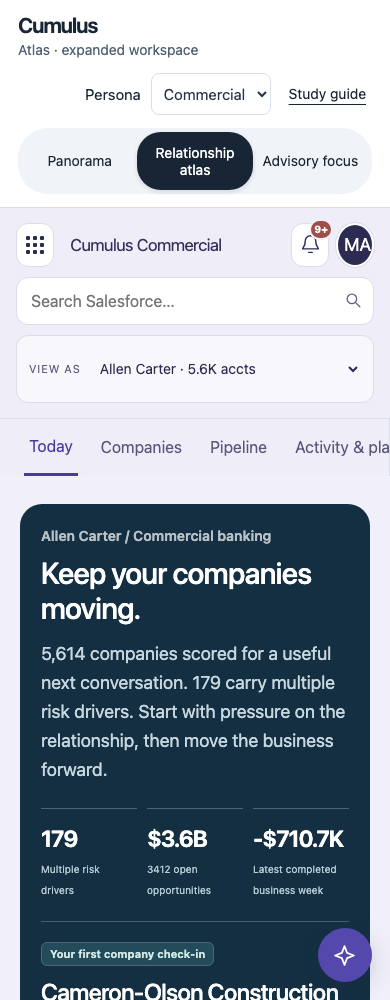 Cumulus
Atlas · expanded workspace
Persona
Commercial
Study guide
Panorama
Relationship
atlas
Advisory focus
Cumulus Commercial
9+
MA
Search Salesforce...
VIEW AS
Allen Carter · 5.6K accts
Today
Companies
Pipeline
Activity & pla
Allen Carter / Commercial banking
Keep your companies
moving.
5,614 companies scored for a useful
next conversation. 179 carry multiple
risk drivers. Start with pressure on the
relationship, then move the business
forward.
179
$3.6B
-$710.7K
Multiple risk
drivers
3412 open
opportunities
Latest completed
business week
Your first company check-in
Cameron-Olson Construction